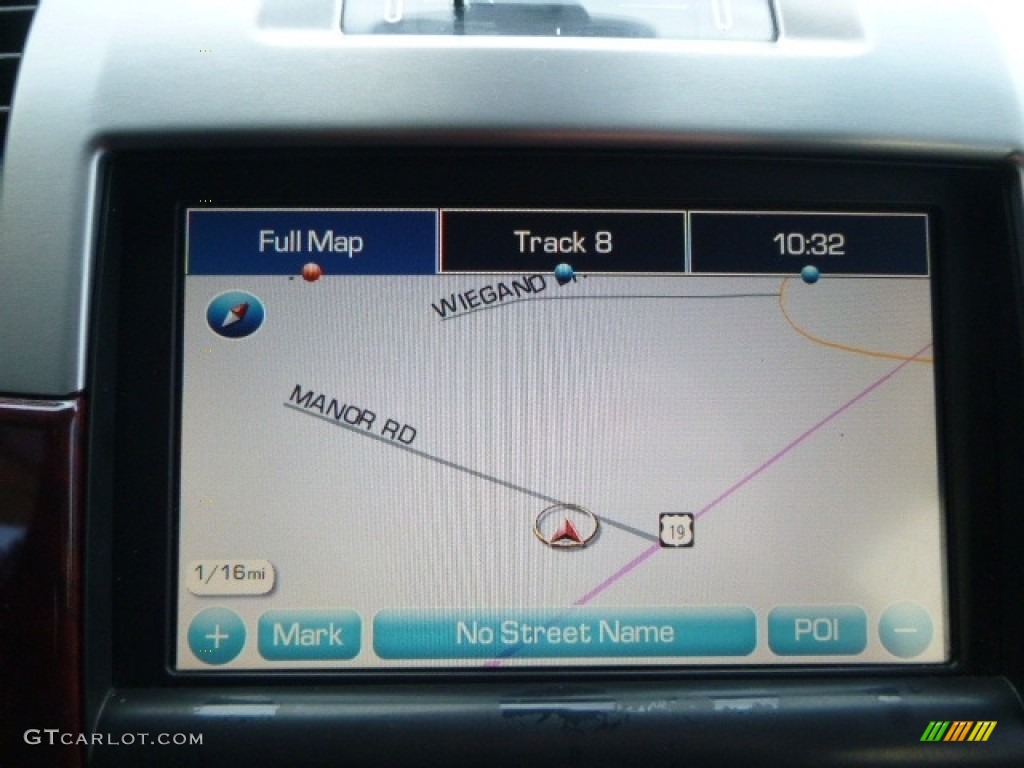 Full Map
Track 8
10:32
WIEGAND
MANOR RD
19
1/16mi
+
Mark
No Street Name
POI
−
GTCARLOT.COM